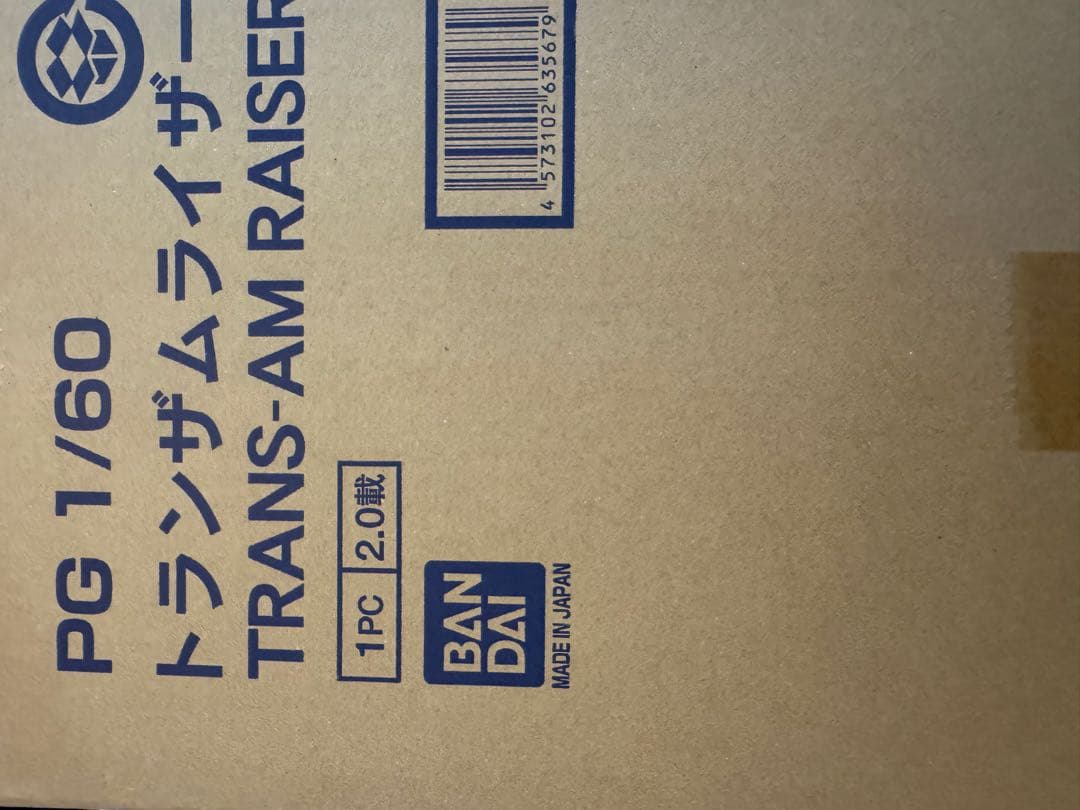 PG 1/60
トランザムライザー
TRANS-AM RAISER
1PC 2.0載
BAN
DAI
MADE IN JAPAN
4 573102 635679